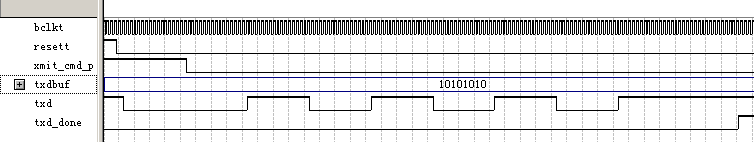 bclkt
resett
xmit_cmd_p
txdbuf 10101010
txd
txd_done